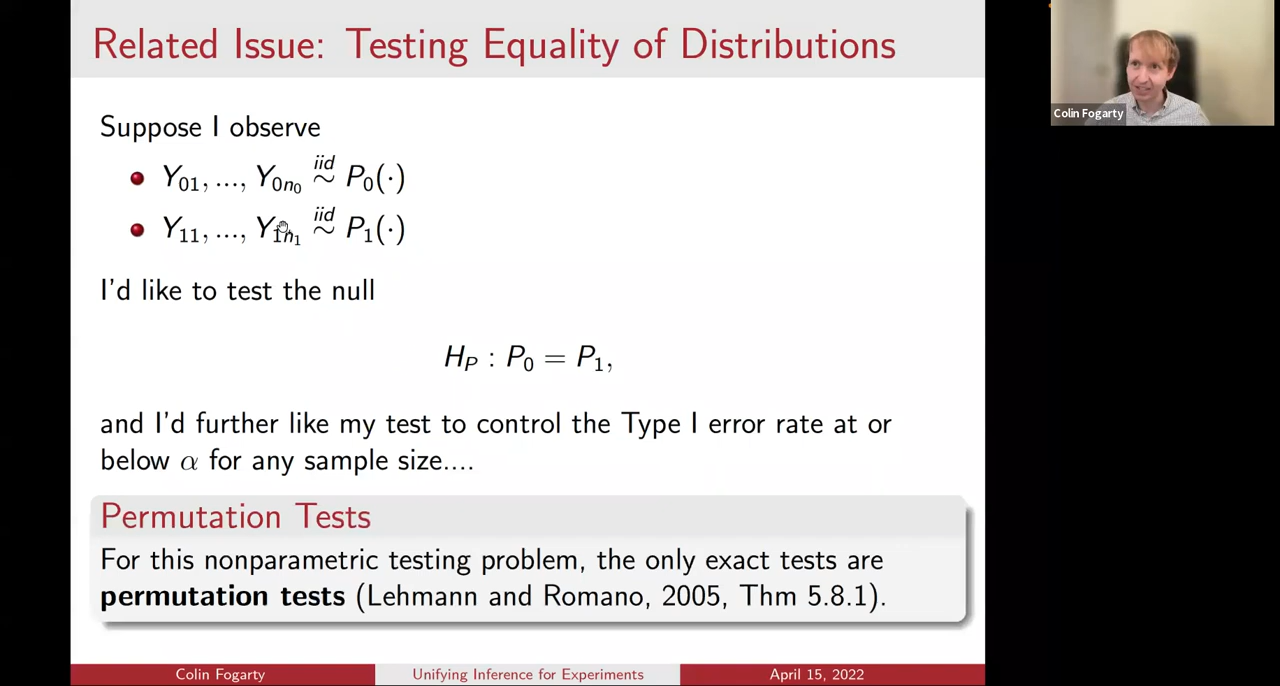 Related Issue: Testing Equality of Distributions
Colin Fogarty
Suppose I observe
Y₀₁, ..., Y₀ₙ₀ iid ∼ P₀(·)
Y₁₁, ..., Y₁ₙ₁ iid ∼ P₁(·)
I'd like to test the null
H_P : P₀ = P₁,
and I'd further like my test to control the Type I error rate at or
below α for any sample size....
Permutation Tests
For this nonparametric testing problem, the only exact tests are
permutation tests (Lehmann and Romano, 2005, Thm 5.8.1).
Colin Fogarty Unifying Inference for Experiments April 15, 2022